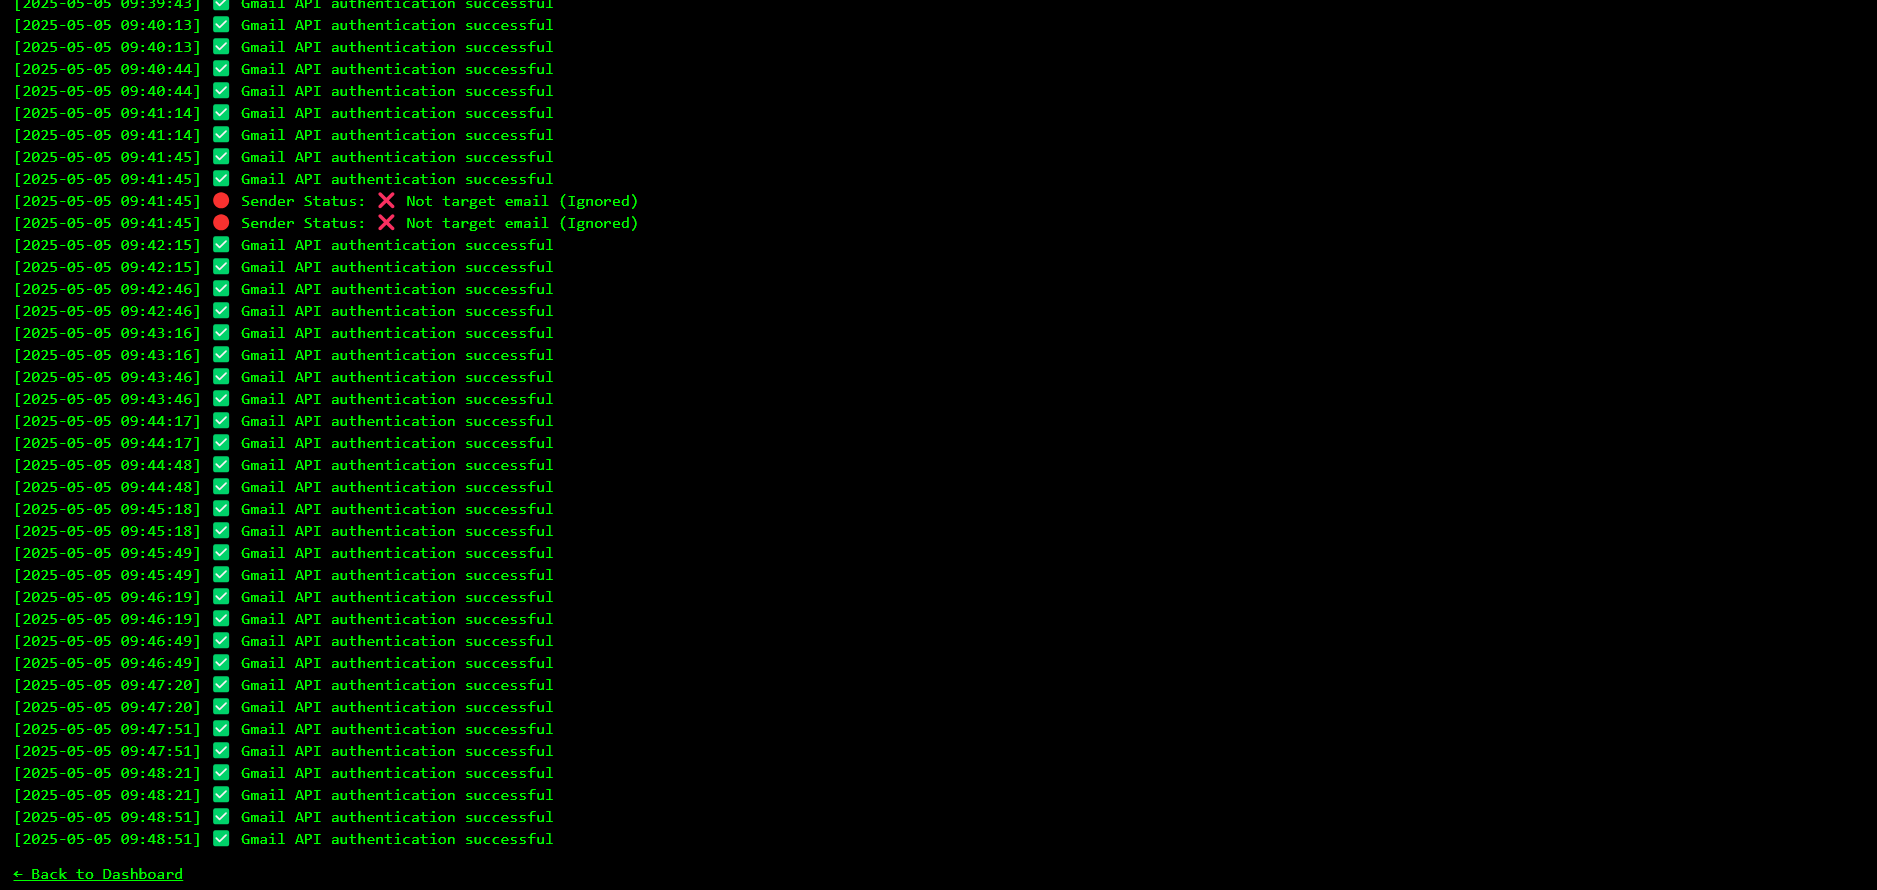 [2025-05-05 09:39:43] ✅ Gmail API authentication successful
[2025-05-05 09:40:13] ✅ Gmail API authentication successful
[2025-05-05 09:40:13] ✅ Gmail API authentication successful
[2025-05-05 09:40:44] ✅ Gmail API authentication successful
[2025-05-05 09:40:44] ✅ Gmail API authentication successful
[2025-05-05 09:41:14] ✅ Gmail API authentication successful
[2025-05-05 09:41:14] ✅ Gmail API authentication successful
[2025-05-05 09:41:45] ✅ Gmail API authentication successful
[2025-05-05 09:41:45] ✅ Gmail API authentication successful
[2025-05-05 09:41:45] 🔴 Sender Status: ❌ Not target email (Ignored)
[2025-05-05 09:41:45] 🔴 Sender Status: ❌ Not target email (Ignored)
[2025-05-05 09:42:15] ✅ Gmail API authentication successful
[2025-05-05 09:42:15] ✅ Gmail API authentication successful
[2025-05-05 09:42:46] ✅ Gmail API authentication successful
[2025-05-05 09:42:46] ✅ Gmail API authentication successful
[2025-05-05 09:43:16] ✅ Gmail API authentication successful
[2025-05-05 09:43:16] ✅ Gmail API authentication successful
[2025-05-05 09:43:46] ✅ Gmail API authentication successful
[2025-05-05 09:43:46] ✅ Gmail API authentication successful
[2025-05-05 09:44:17] ✅ Gmail API authentication successful
[2025-05-05 09:44:17] ✅ Gmail API authentication successful
[2025-05-05 09:44:48] ✅ Gmail API authentication successful
[2025-05-05 09:44:48] ✅ Gmail API authentication successful
[2025-05-05 09:45:18] ✅ Gmail API authentication successful
[2025-05-05 09:45:18] ✅ Gmail API authentication successful
[2025-05-05 09:45:49] ✅ Gmail API authentication successful
[2025-05-05 09:45:49] ✅ Gmail API authentication successful
[2025-05-05 09:46:19] ✅ Gmail API authentication successful
[2025-05-05 09:46:19] ✅ Gmail API authentication successful
[2025-05-05 09:46:49] ✅ Gmail API authentication successful
[2025-05-05 09:46:49] ✅ Gmail API authentication successful
[2025-05-05 09:47:20] ✅ Gmail API authentication successful
[2025-05-05 09:47:20] ✅ Gmail API authentication successful
[2025-05-05 09:47:51] ✅ Gmail API authentication successful
[2025-05-05 09:47:51] ✅ Gmail API authentication successful
[2025-05-05 09:48:21] ✅ Gmail API authentication successful
[2025-05-05 09:48:21] ✅ Gmail API authentication successful
[2025-05-05 09:48:51] ✅ Gmail API authentication successful
[2025-05-05 09:48:51] ✅ Gmail API authentication successful
← Back to Dashboard